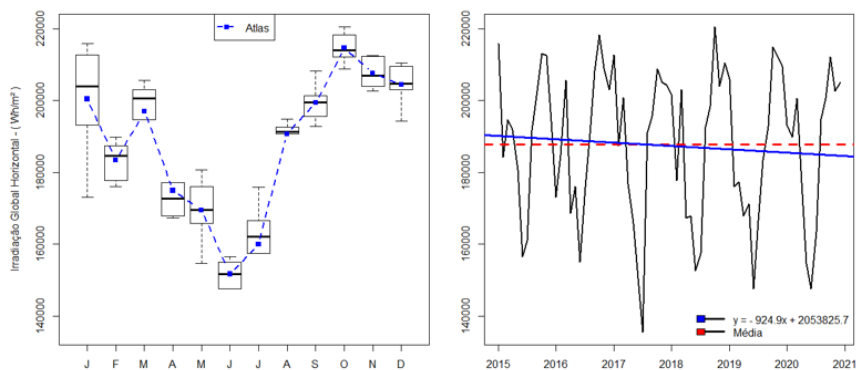 Atlas
Irradiação Global Horizontal - ( Wh/m² )
220000
200000
180000
160000
140000
J F M A M J J A S O N D
220000
200000
180000
160000
140000
y = - 924.9x + 2053825.7
Média
2015 2016 2017 2018 2019 2020 2021